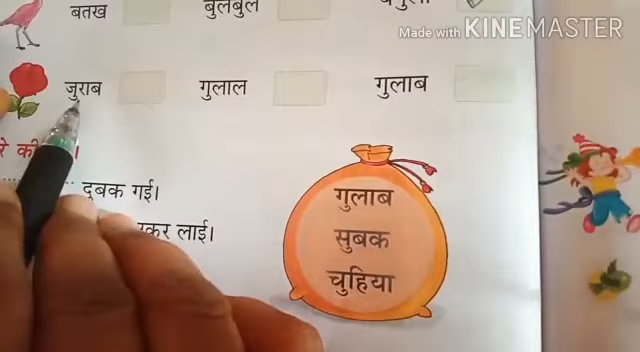 बतख बुलबुल
Made with KINEMASTER
जुराब गुलाल गुलाब
दुबक गई।
कर लाई।
गुलाब
सुबक
चुहिया